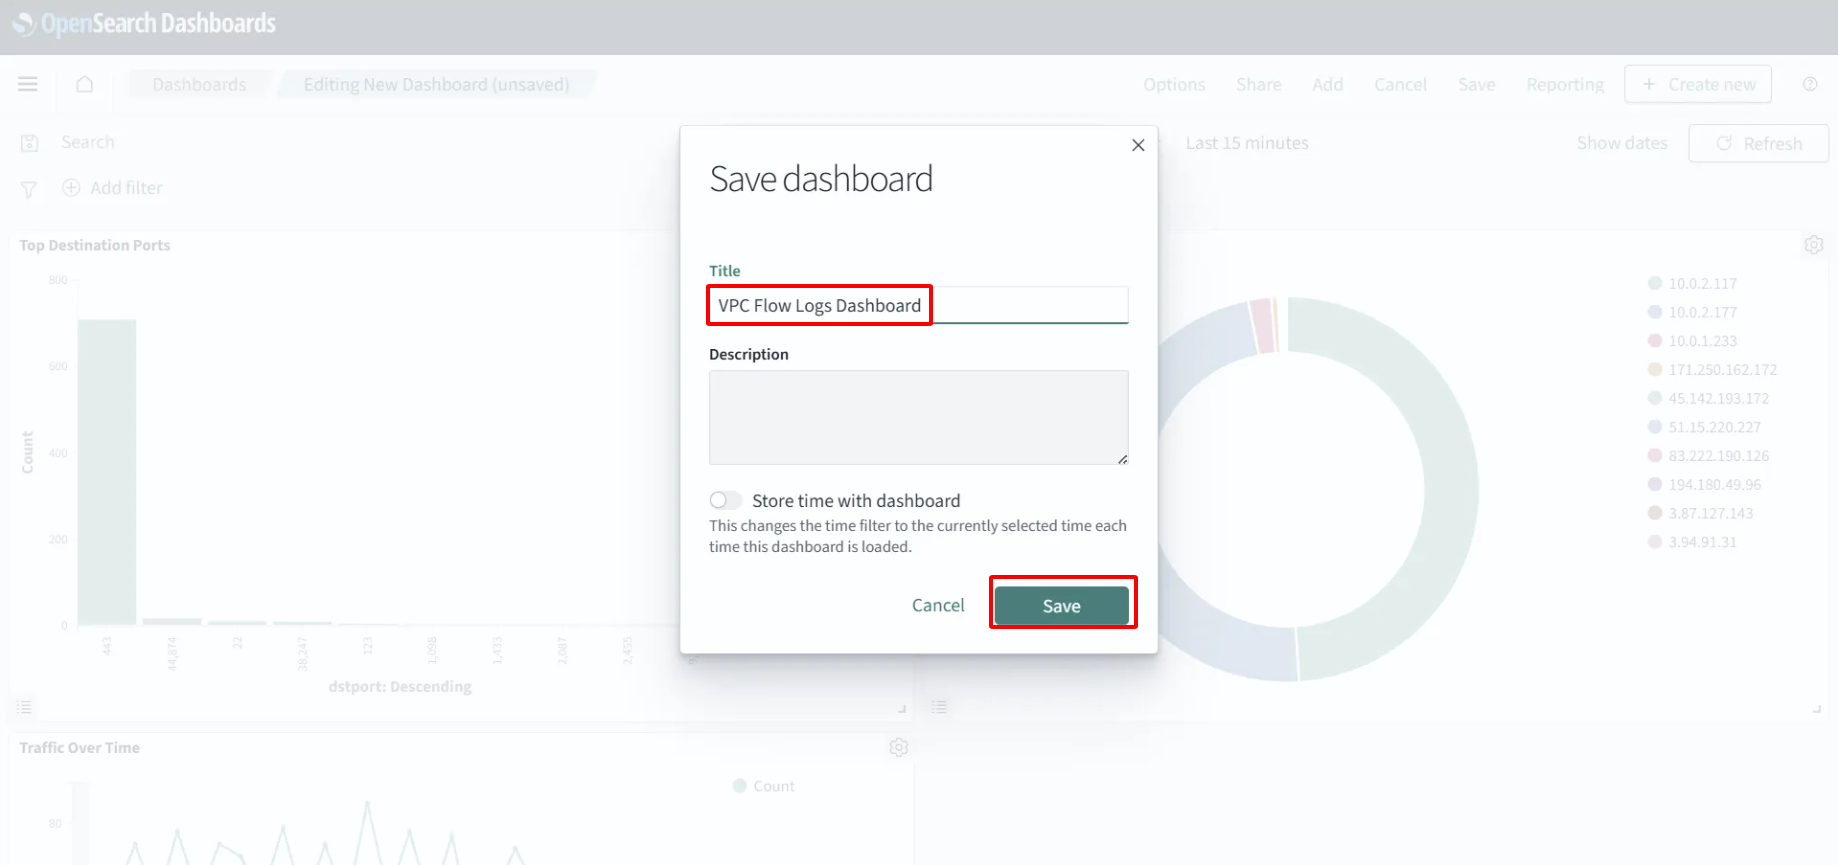 OpenSearch Dashboards
Dashboards
Editing New Dashboard (unsaved)
Options
Share
Add
Cancel
Save
Reporting
+ Create new
Search
Last 15 minutes
Show dates
Refresh
Add filter
Save dashboard
Title
VPC Flow Logs Dashboard
Description
Store time with dashboard
This changes the time filter to the currently selected time each
time this dashboard is loaded.
Cancel
Save
Top Destination Ports
800
600
400
200
0
Count
443
44,874
22
38,247
123
1,098
1,433
2,087
2,455
dstport: Descending
10.0.2.117
10.0.2.177
10.0.1.233
171.250.162.172
45.142.193.172
51.15.220.227
83.222.190.126
194.180.49.96
3.87.127.143
3.94.91.31
Traffic Over Time
Count
80